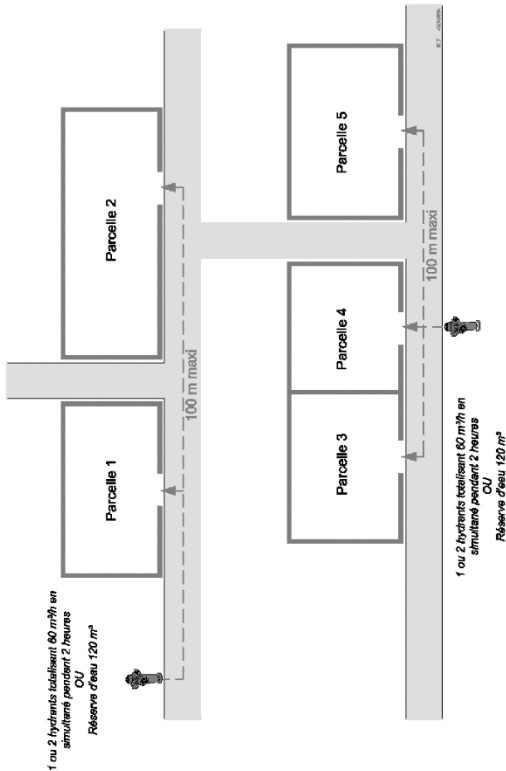 Parcelle 1
Parcelle 2
100 m maxi
1 ou 2 hydrants totalisant 60 m³/h en
simultané pendant 2 heures
OU
Réserve d'eau 120 m³
Parcelle 3
Parcelle 4
Parcelle 5
100 m maxi
1 ou 2 hydrants totalisant 60 m³/h en
simultané pendant 2 heures
OU
Réserve d'eau 120 m³